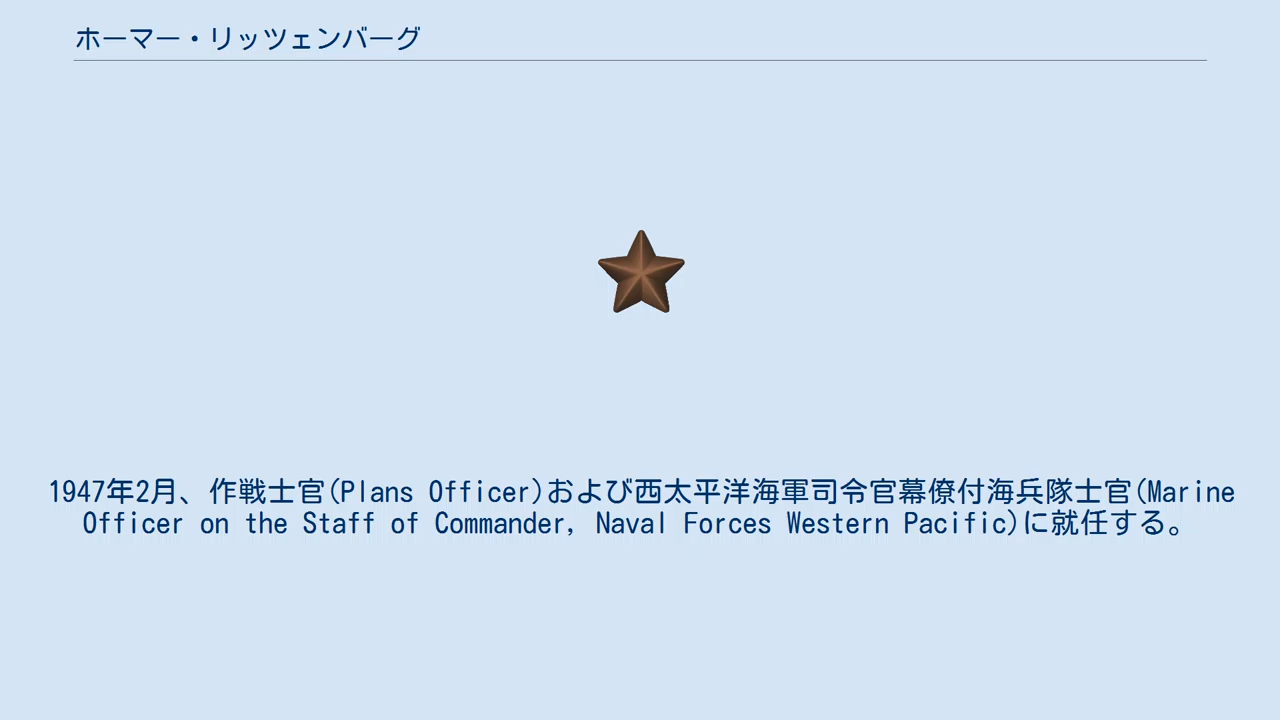 ホーマー・リッツェンバーグ
1947年2月、作戦士官(Plans Officer)および西太平洋海軍司令官幕僚付海兵隊士官(Marine
Officer on the Staff of Commander, Naval Forces Western Pacific)に就任する。